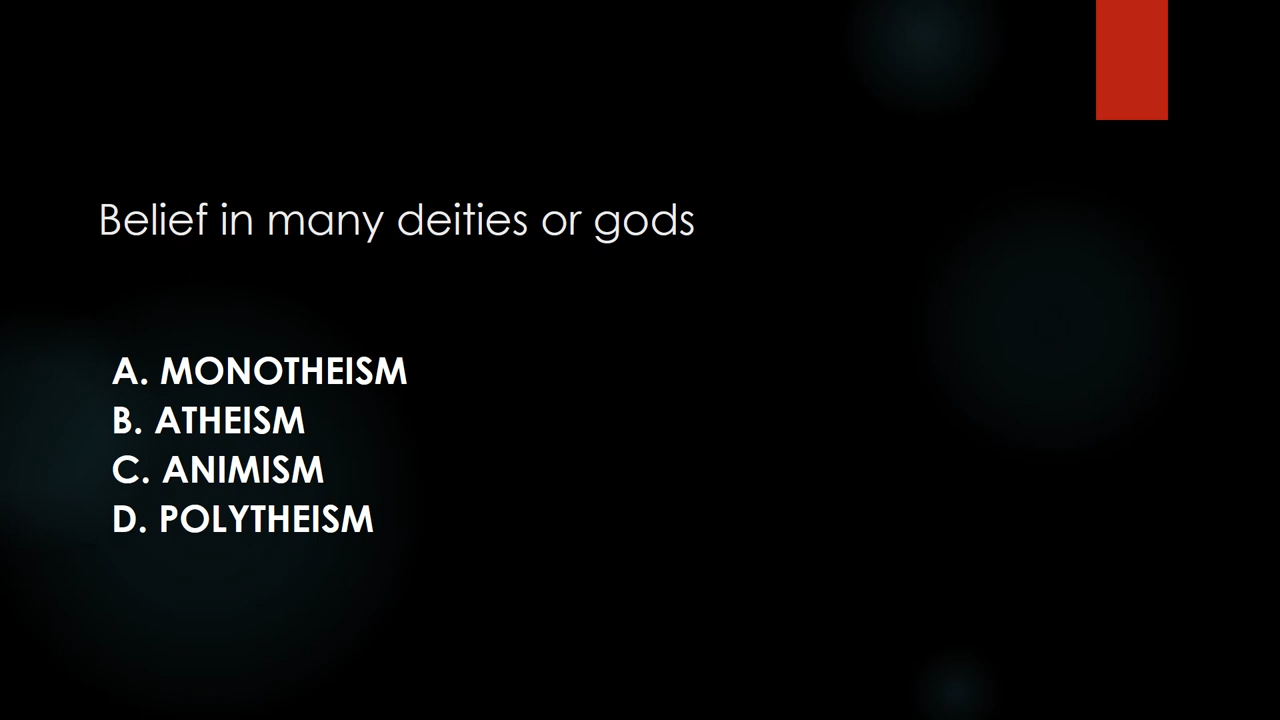 Belief in many deities or gods
A. MONOTHEISM
B. ATHEISM
C. ANIMISM
D. POLYTHEISM